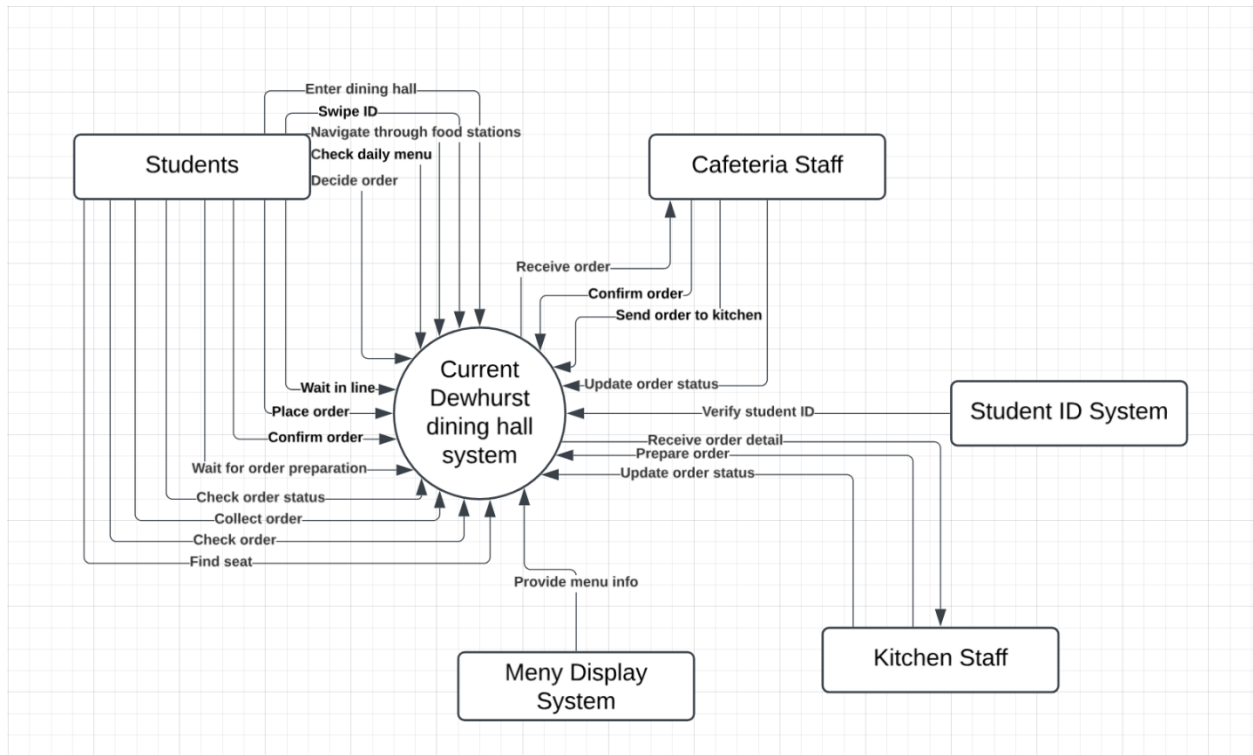 Enter dining hall
Swipe ID
Navigate through food stations
Check daily menu
Decide order
Students
Cafeteria Staff
Receive order
Confirm order
Send order to kitchen
Update order status
Current
Dewhurst
dining hall
system
Wait in line
Place order
Confirm order
Wait for order preparation
Check order status
Collect order
Check order
Find seat
Verify student ID
Student ID System
Receive order detail
Prepare order
Update order status
Provide menu info
Meny Display
System
Kitchen Staff